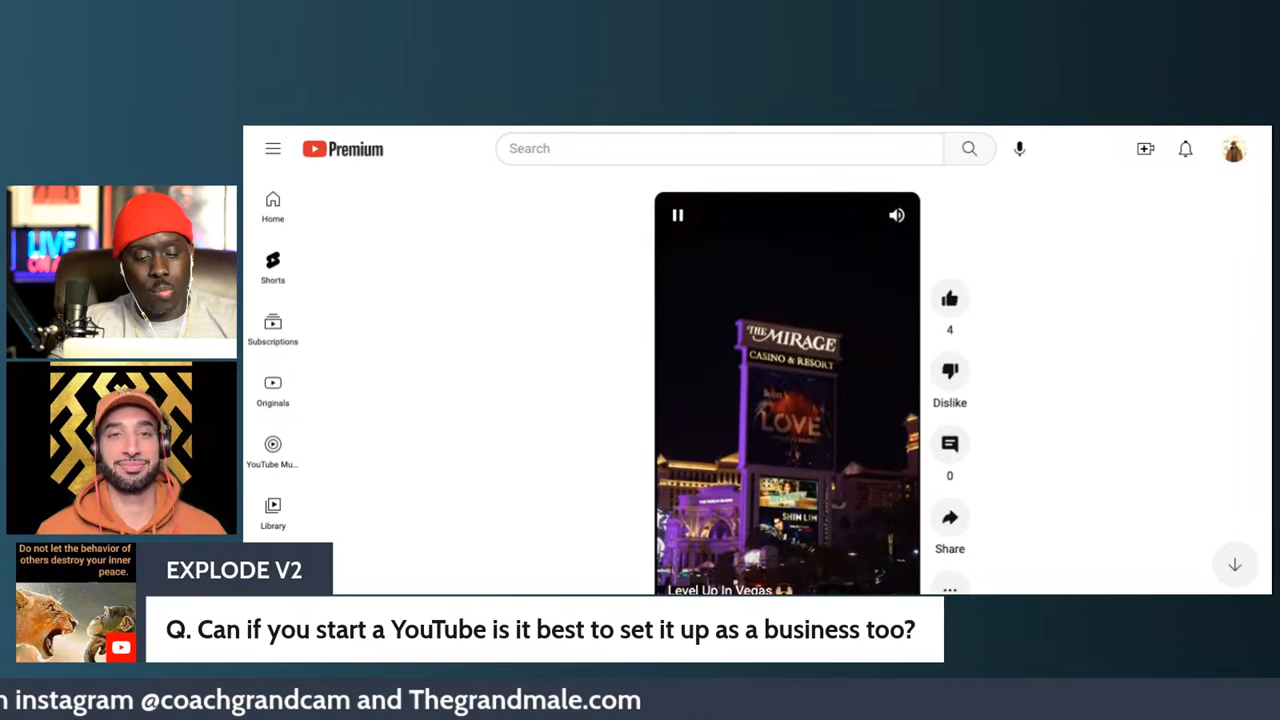 Premium
Search
Home
Shorts
Subscriptions
Originals
YouTube Mu...
Library
LIVE
THE MIRAGE
CASINO & RESORT
LOVE
SHIN LIM
Level Up In Vegas
4
Dislike
0
Share
Do not let the behavior of
others destroy your inner
peace.
EXPLODE V2
Q. Can if you start a YouTube is it best to set it up as a business too?
n instagram @coachgrandcam and Thegrandmale.com